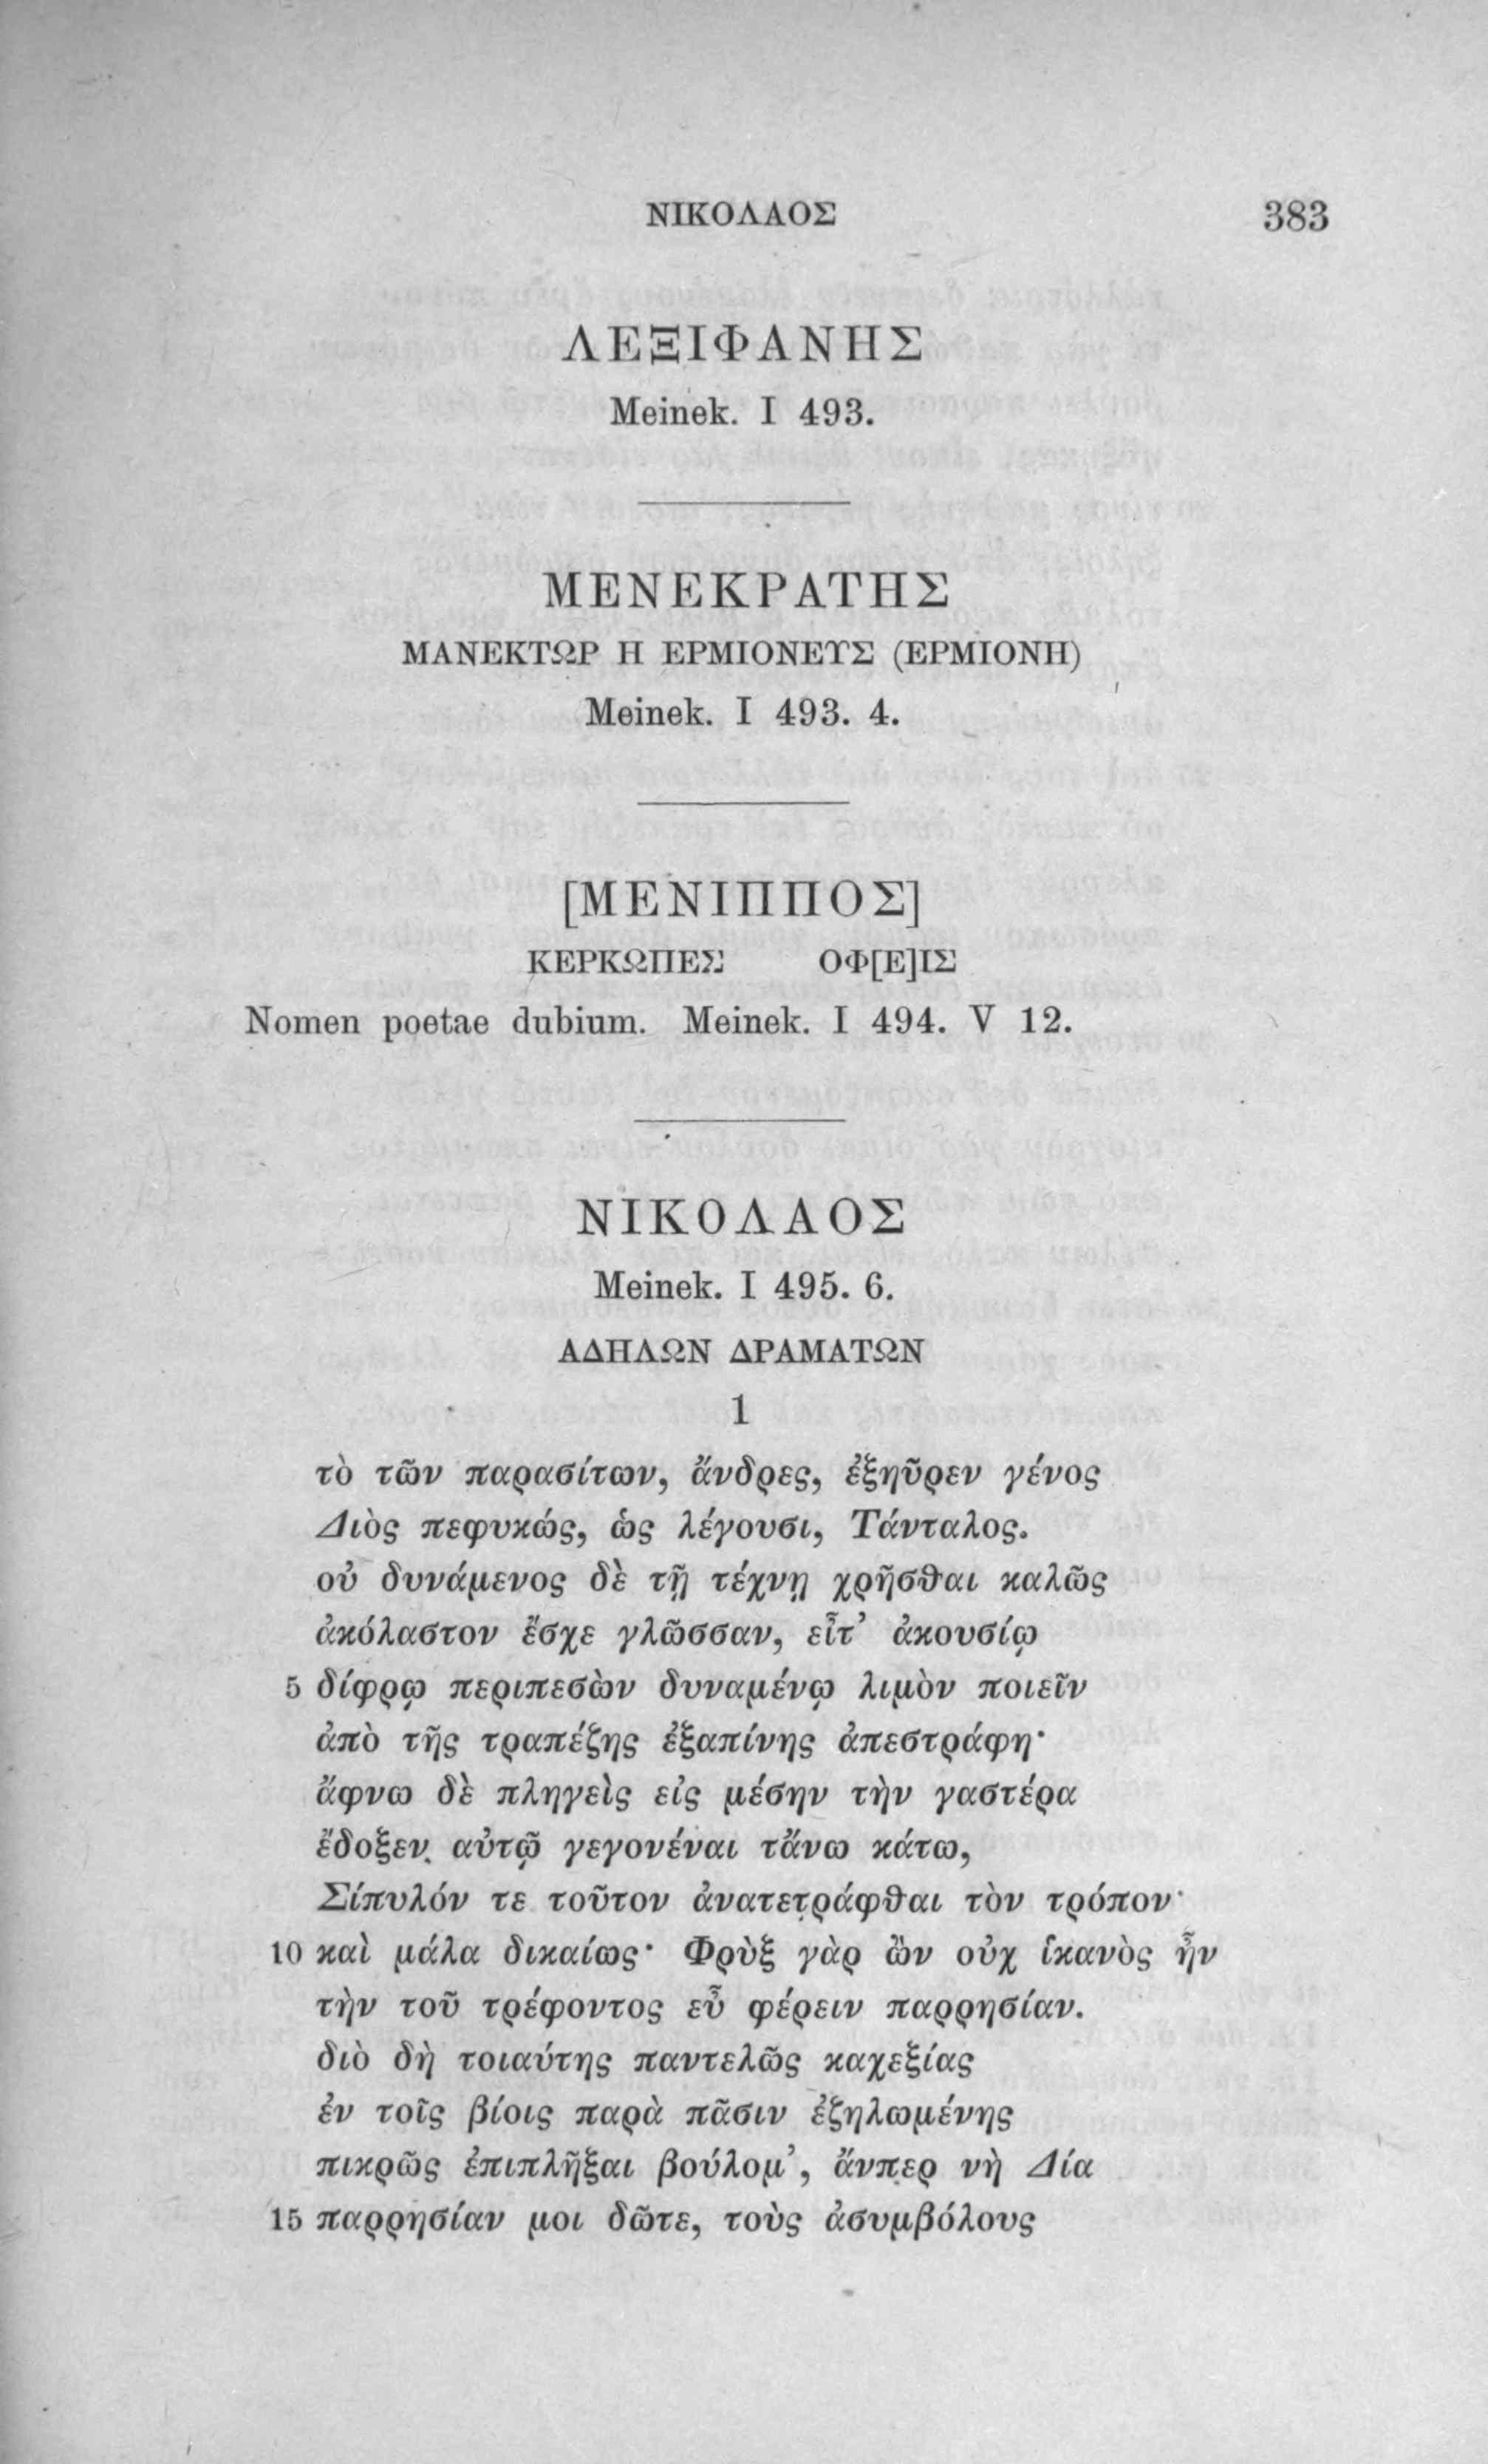 ΝΙΚΟΛΑΟΣ 383
ΛΕΞΙΦΑΝΗΣ
Meinek. I 493.
ΜΕΝΕΚΡΑΤΗΣ
ΜΑΝΕΚΤΩΡ Η ΕΡΜΙΟΝΕΥΣ (ΕΡΜΙΟΝΗ)
Meinek. I 493. 4.
[ΜΕΝΙΠΠΟΣ]
ΚΕΡΚΩΠΕΣ ΟΦ[Ε]ΙΣ
Nomen poetae dubium. Meinek. I 494. V 12.
ΝΙΚΟΛΑΟΣ
Meinek. I 495. 6.
ΑΔΗΛΩΝ ΔΡΑΜΑΤΩΝ
1
τὸ τῶν παρασίτων, ἄνδρες, ἐξηῦρεν γένος
Διὸς πεφυκώς, ὡς λέγουσι, Τάνταλος.
οὐ δυνάμενος δὲ τῇ τέχνῃ χρῆσθαι καλῶς
ἀκόλαστον ἔσχε γλῶσσαν, εἶτ’ ἀκουσίῳ
5 δίφρῳ περιπεσὼν δυναμένῳ λιμὸν ποιεῖν
ἀπὸ τῆς τραπέζης ἐξαπίνης ἀπεστράφη·
ἄφνω δὲ πληγεὶς εἰς μέσην τὴν γαστέρα
ἔδοξεν αὐτῷ γεγονέναι τἄνω κάτω,
Σίπυλόν τε τοῦτον ἀνατετράφθαι τὸν τρόπον·
10 καὶ μάλα δικαίως· Φρὺξ γὰρ ὢν οὐχ ἱκανὸς ἦν
τὴν τοῦ τρέφοντος εὖ φέρειν παρρησίαν.
διὸ δὴ τοιαύτης παντελῶς καχεξίας
ἐν τοῖς βίοις παρὰ πᾶσιν ἐζηλωμένης
πικρῶς ἐπιπλῆξαι βούλομ’, ἄνπερ νὴ Δία
15 παρρησίαν μοι δῶτε, τοὺς ἀσυμβόλους